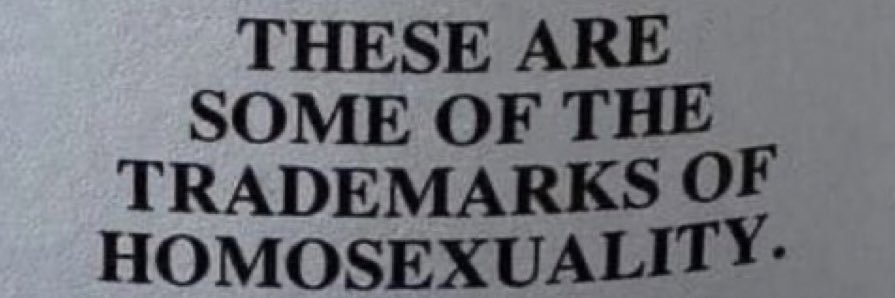 THESE ARE
SOME OF THE
TRADEMARKS OF
HOMOSEXUALITY.